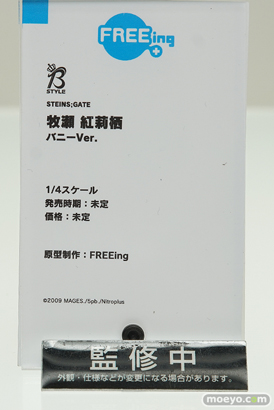 FREEing
B
STYLE
STEINS;GATE
牧瀬 紅莉栖
バニーVer.
1/4スケール
発売時期：未定
価格：未定
原型制作：FREEing
©2009 MAGES./5pb./Nitroplus
監修中
外観・仕様などが変更になる場合があります。
moeyo.com